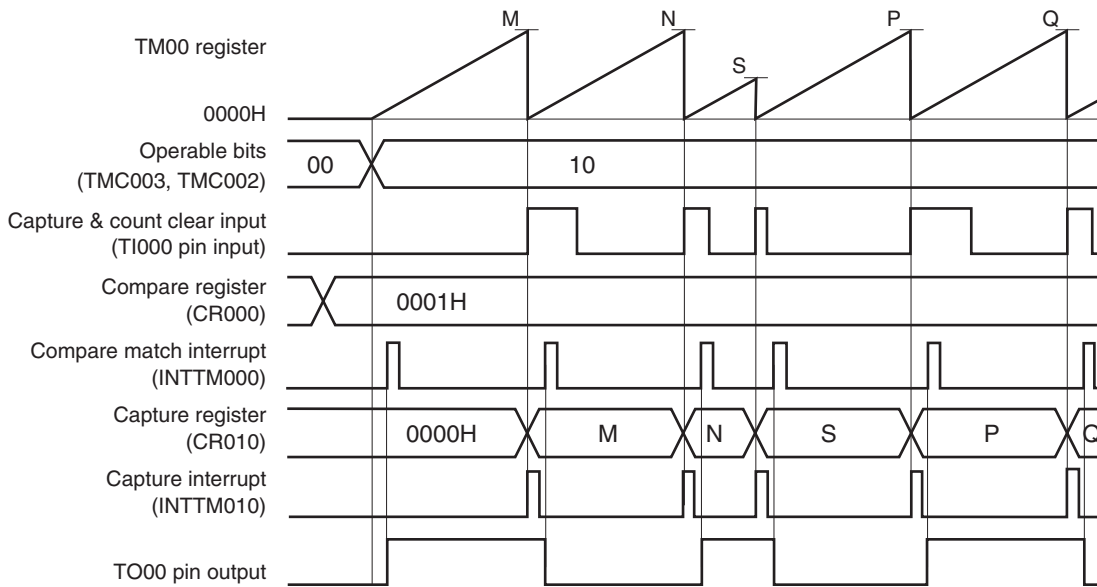 M N S P Q
TM00 register
0000H
Operable bits
(TMC003, TMC002)
00 10
Capture & count clear input
(TI000 pin input)
Compare register
(CR000)
0001H
Compare match interrupt
(INTTM000)
Capture register
(CR010)
0000H M N S P Q
Capture interrupt
(INTTM010)
TO00 pin output